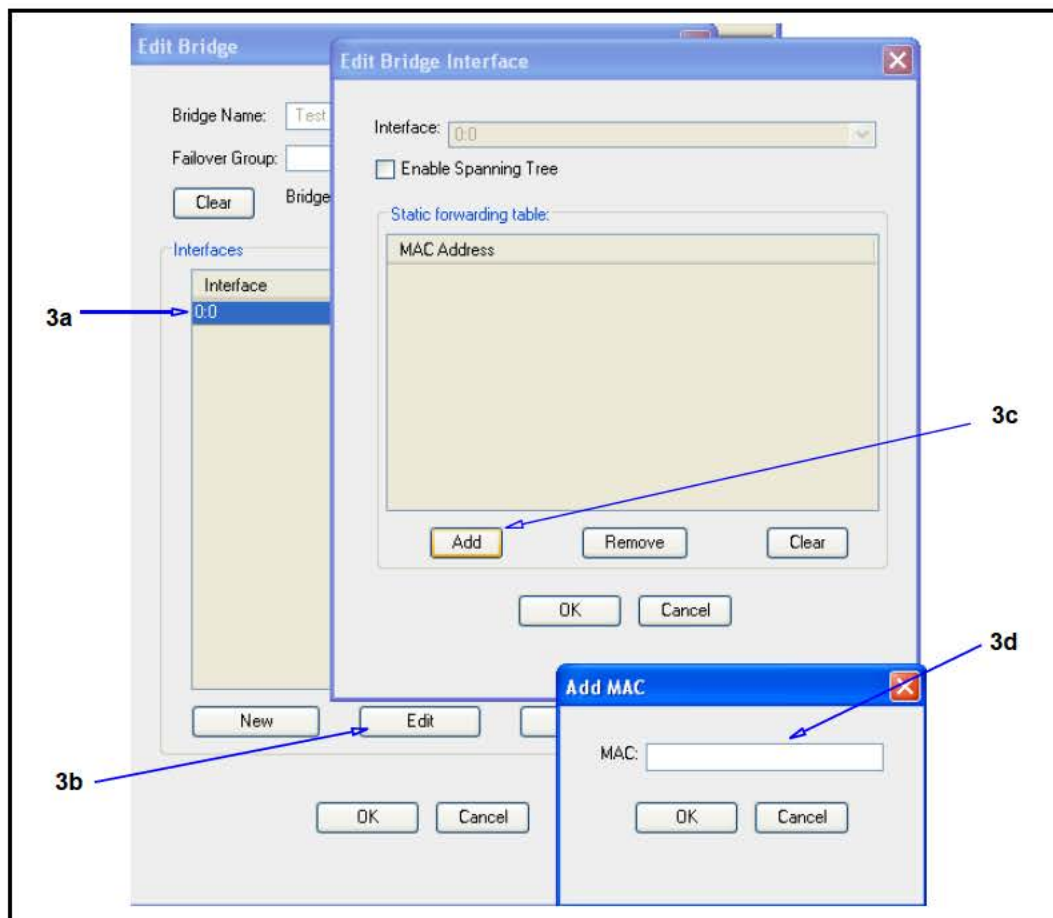 Edit Bridge
Edit Bridge Interface
Bridge Name: Test
Failover Group:
Clear
Bridge
Interfaces
Interface
0:0
Interface: 0:0
Enable Spanning Tree
Static forwarding table:
MAC Address
Add
Remove
Clear
OK
Cancel
New
Edit
OK
Cancel
Add MAC
MAC:
OK
Cancel
3a
3b
3c
3d